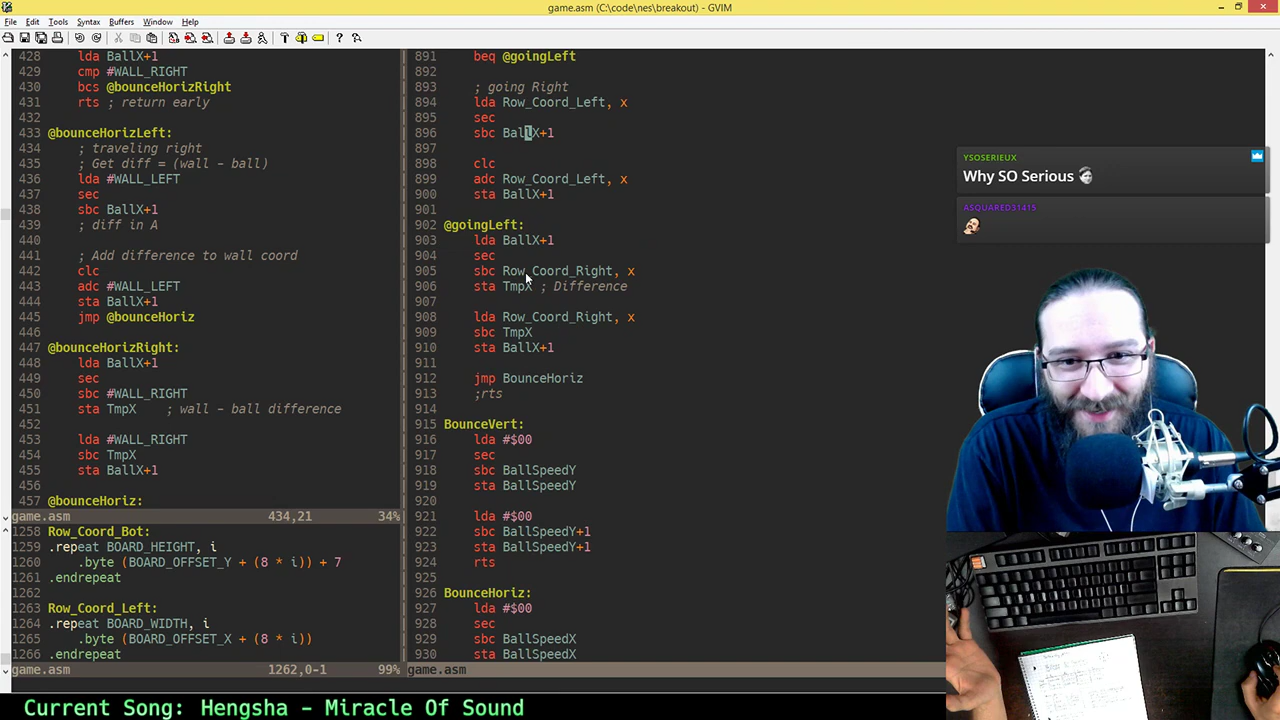 game.asm (C:\code\nes\breakout) - GVIM
File Edit Tools Syntax Buffers Window Help
428 lda BallX+1
429 cmp #WALL_RIGHT
430 bcs @bounceHorizRight
431 rts ; return early
432
433 @bounceHorizLeft:
434 ; traveling right
435 ; Get diff = (wall - ball)
436 lda #WALL_LEFT
437 sec
438 sbc BallX+1
439 ; diff in A
440
441 ; Add difference to wall coord
442 clc
443 adc #WALL_LEFT
444 sta BallX+1
445 jmp @bounceHoriz
446
447 @bounceHorizRight:
448 lda BallX+1
449 sec
450 sbc #WALL_RIGHT
451 sta TmpX ; wall - ball difference
452
453 lda #WALL_RIGHT
454 sbc TmpX
455 sta BallX+1
456
457 @bounceHoriz:
game.asm 434,21 34%
1258 Row_Coord_Bot:
1259 .repeat BOARD_HEIGHT, i
1260 .byte (BOARD_OFFSET_Y + (8 * i)) + 7
1261 .endrepeat
1262
1263 Row_Coord_Left:
1264 .repeat BOARD_WIDTH, i
1265 .byte (BOARD_OFFSET_X + (8 * i))
1266 .endrepeat
game.asm 1262,0-1 99%
891 beq @goingLeft
892
893 ; going Right
894 lda Row_Coord_Left, x
895 sec
896 sbc BallX+1
897
898 clc
899 adc Row_Coord_Left, x
900 sta BallX+1
901
902 @goingLeft:
903 lda BallX+1
904 sec
905 sbc Row_Coord_Right, x
906 sta TmpX ; Difference
907
908 lda Row_Coord_Right, x
909 sbc TmpX
910 sta BallX+1
911
912 jmp BounceHoriz
913 ;rts
914
915 BounceVert:
916 lda #$00
917 sec
918 sbc BallSpeedY
919 sta BallSpeedY
920
921 lda #$00
922 sbc BallSpeedY+1
923 sta BallSpeedY+1
924 rts
925
926 BounceHoriz:
927 lda #$00
928 sec
929 sbc BallSpeedX
930 sta BallSpeedX
game.asm
YSOSERIEUX
Why SO Serious
ASQUARED31415
Current Song: Hengsha - Miracle Of Sound